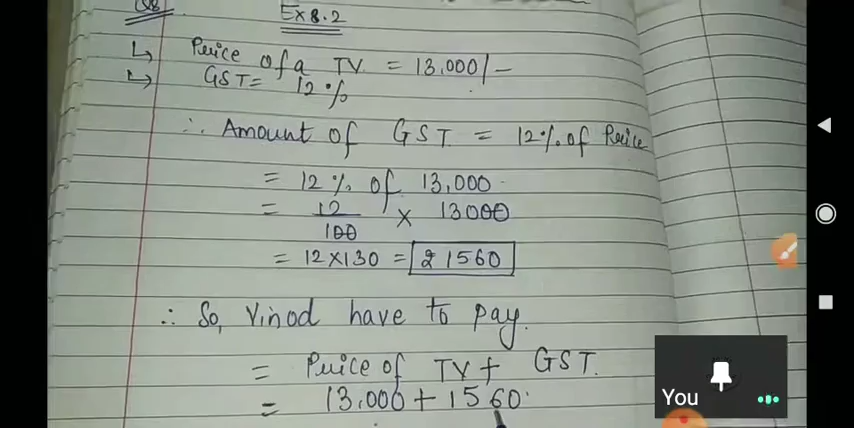 Q8.
Ex 8.2
↳ Price of a TV = 13,000/-
↳ GST = 12%
∴ Amount of GST = 12% of Price
= 12% of 13,000
= 12/100 × 13000
= 12×130 = ₹ 1560
∴ So, Vinod have to pay.
= Price of TV + GST.
= 13,000 + 1560
You